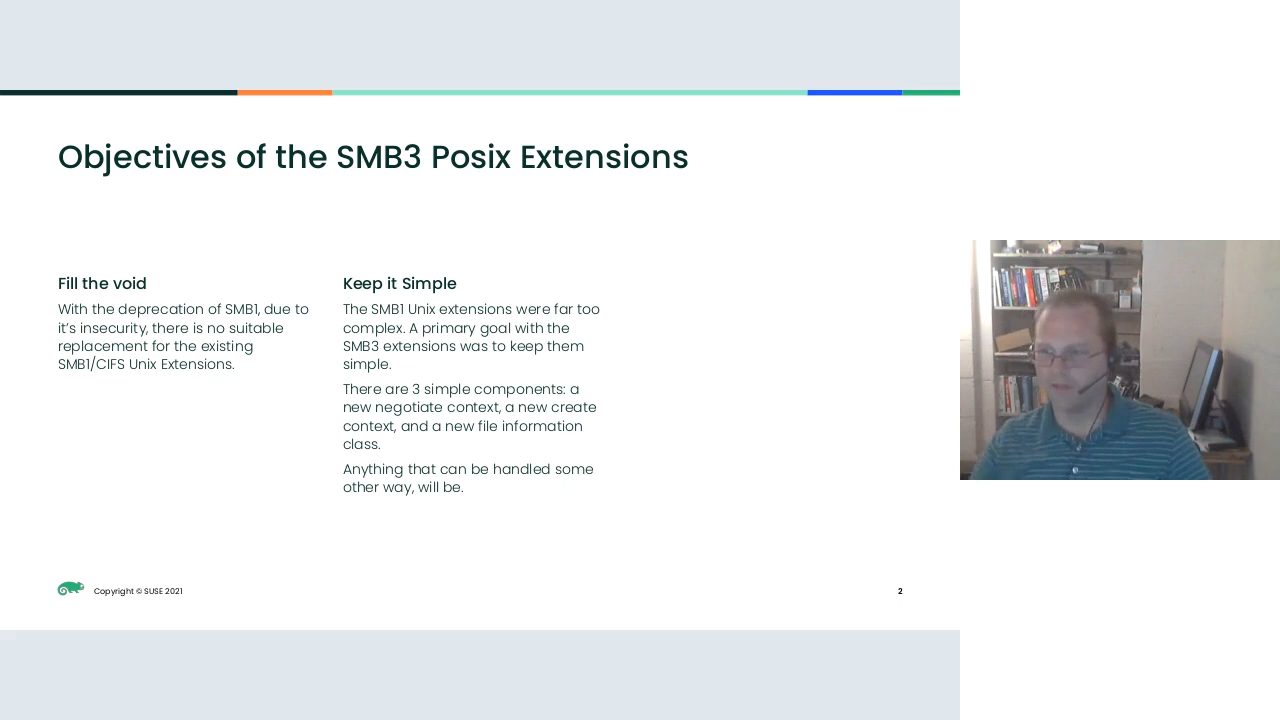 Objectives of the SMB3 Posix Extensions
Fill the void
With the deprecation of SMB1, due to
it's insecurity, there is no suitable
replacement for the existing
SMB1/CIFS Unix Extensions.
Keep it Simple
The SMB1 Unix extensions were far too
complex. A primary goal with the
SMB3 extensions was to keep them
simple.
There are 3 simple components: a
new negotiate context, a new create
context, and a new file information
class.
Anything that can be handled some
other way, will be.
Copyright © SUSE 2021
2